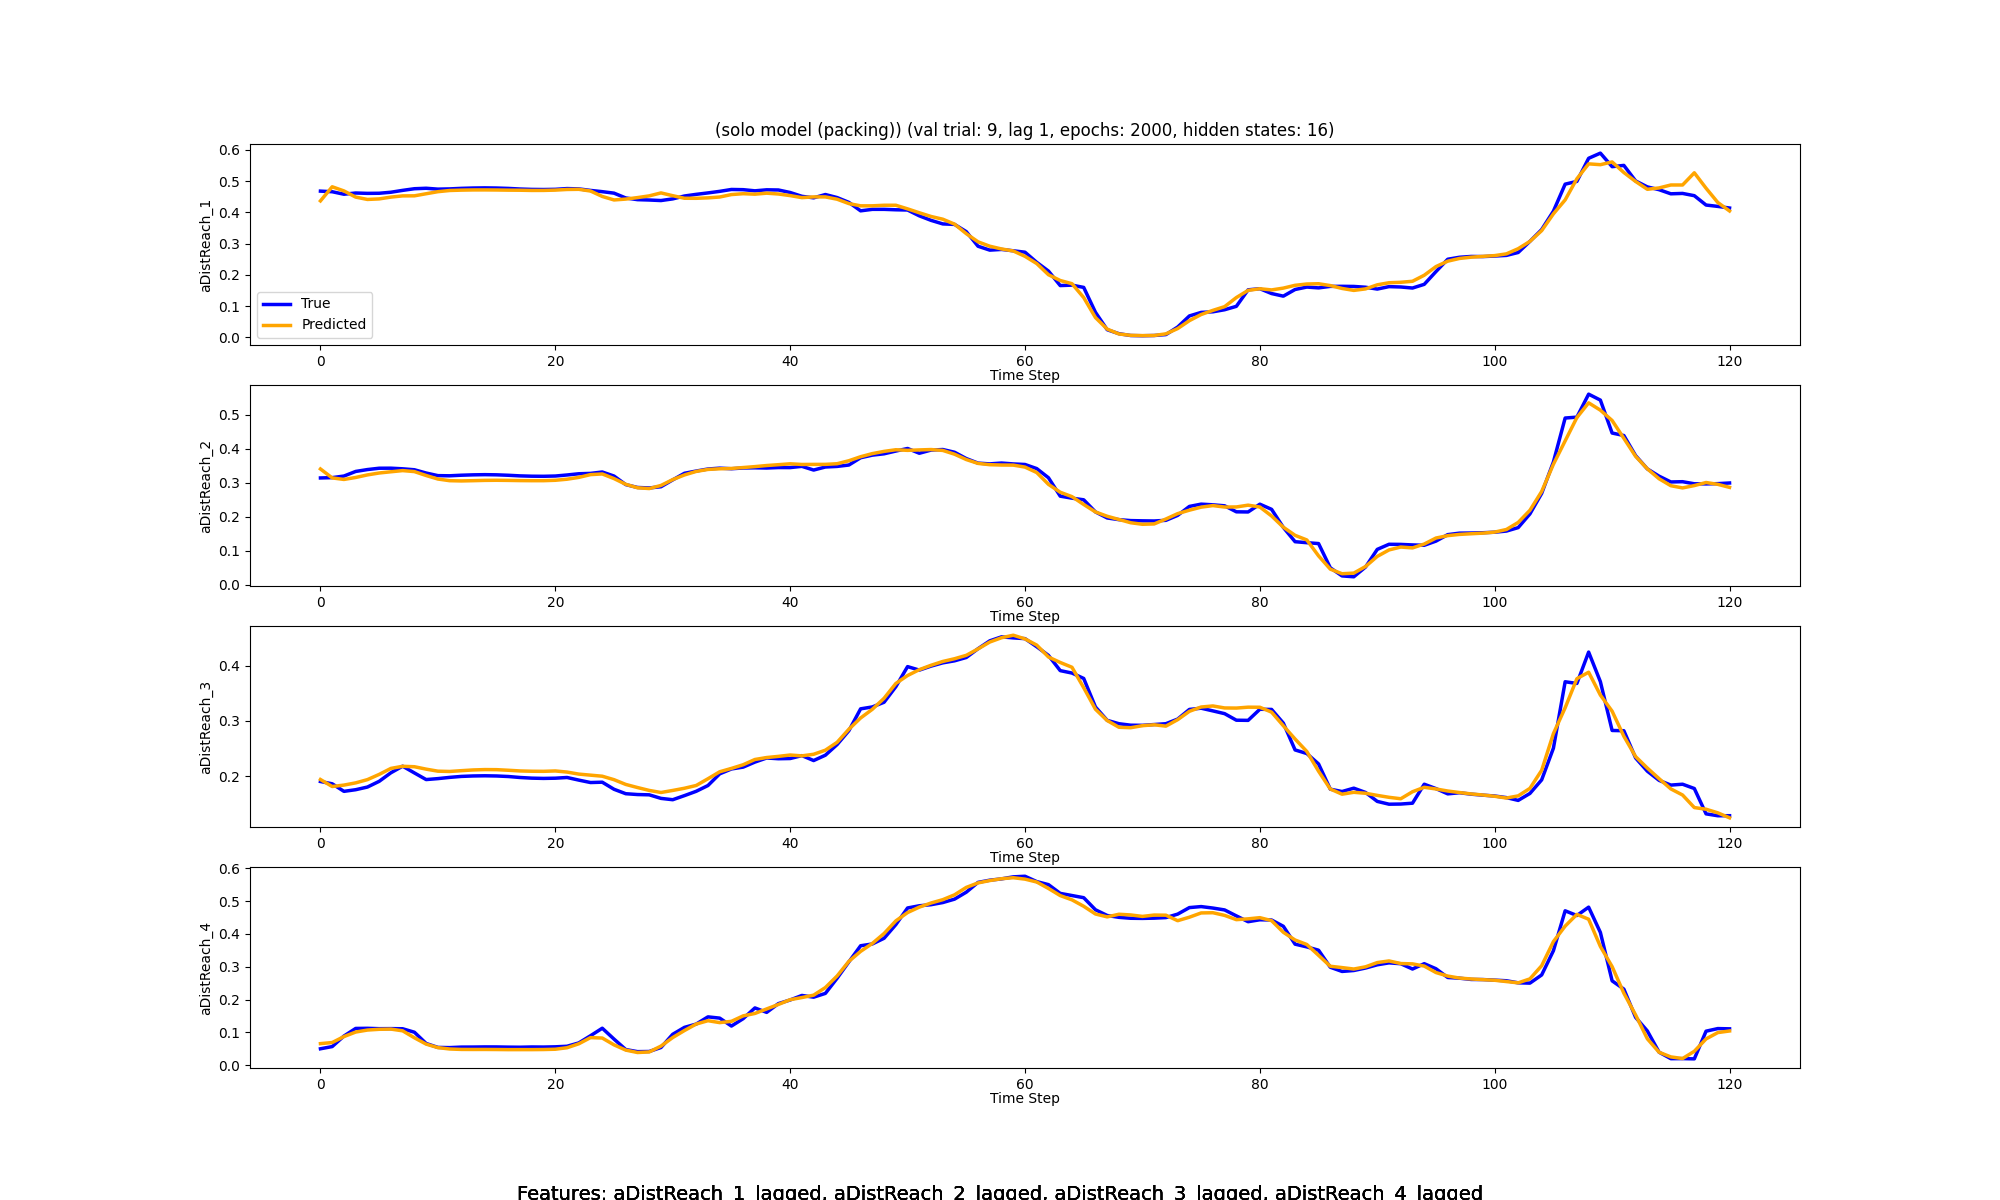 (solo model (packing)) (val trial: 9, lag 1, epochs: 2000, hidden states: 16)
0.6
0.5
0.4
0.3
0.2
0.1
0.0
aDistReach_1
True
Predicted
0 20 40 60 80 100 120
Time Step
0.5
0.4
0.3
0.2
0.1
0.0
aDistReach_2
0 20 40 60 80 100 120
Time Step
0.4
0.3
0.2
aDistReach_3
0 20 40 60 80 100 120
Time Step
0.6
0.5
0.4
0.3
0.2
0.1
0.0
aDistReach_4
0 20 40 60 80 100 120
Time Step
Features: aDistReach_1_lagged, aDistReach_2_lagged, aDistReach_3_lagged, aDistReach_4_lagged